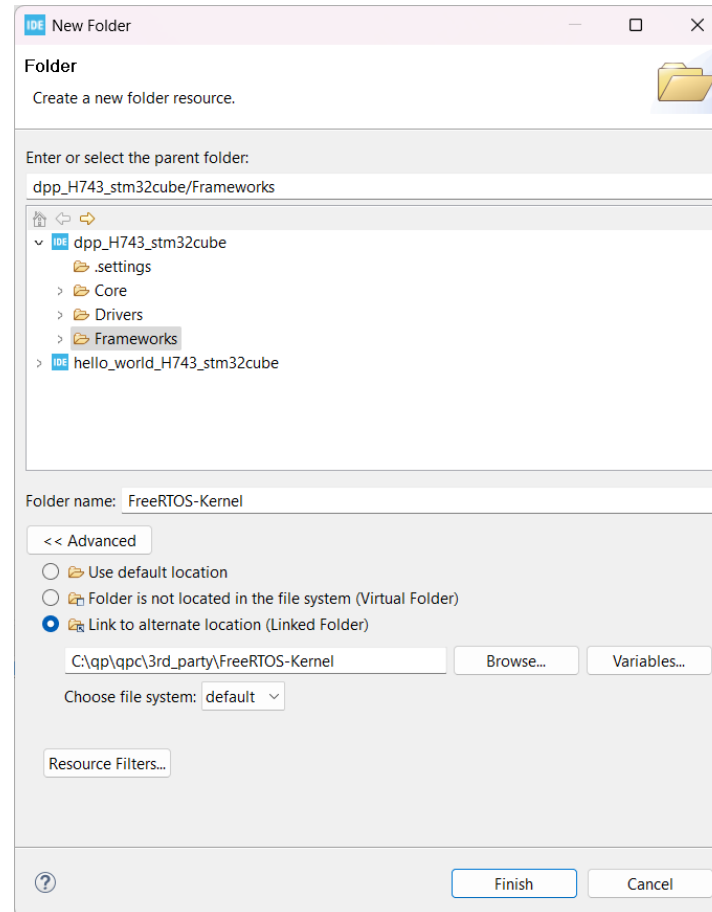 IDE New Folder
Folder
Create a new folder resource.
Enter or select the parent folder:
dpp_H743_stm32cube/Frameworks
IDE dpp_H743_stm32cube
.settings
Core
Drivers
Frameworks
IDE hello_world_H743_stm32cube
Folder name: FreeRTOS-Kernel
<< Advanced
Use default location
Folder is not located in the file system (Virtual Folder)
Link to alternate location (Linked Folder)
C:\qp\qpc\3rd_party\FreeRTOS-Kernel Browse... Variables...
Choose file system: default
Resource Filters...
? Finish Cancel